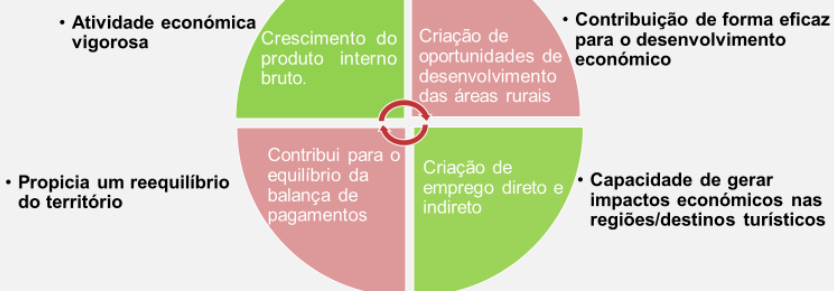 • Atividade económica
vigorosa
Crescimento do
produto interno
bruto.
Criação de
oportunidades de
desenvolvimento
das áreas rurais
• Contribuição de forma eficaz
para o desenvolvimento
económico
• Propicia um reequilíbrio
do território
Contribui para o
equilíbrio da
balança de
pagamentos
Criação de
emprego direto e
indireto
• Capacidade de gerar
impactos económicos nas
regiões/destinos turísticos